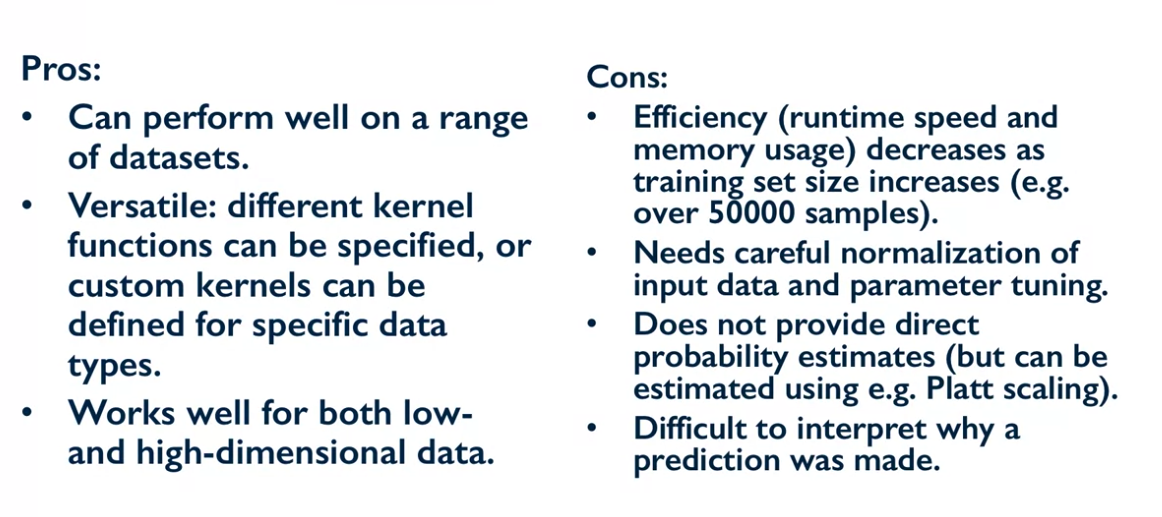 Pros:
• Can perform well on a range
of datasets.
• Versatile: different kernel
functions can be specified, or
custom kernels can be
defined for specific data
types.
• Works well for both low-
and high-dimensional data.
Cons:
• Efficiency (runtime speed and
memory usage) decreases as
training set size increases (e.g.
over 50000 samples).
• Needs careful normalization of
input data and parameter tuning.
• Does not provide direct
probability estimates (but can be
estimated using e.g. Platt scaling).
• Difficult to interpret why a
prediction was made.